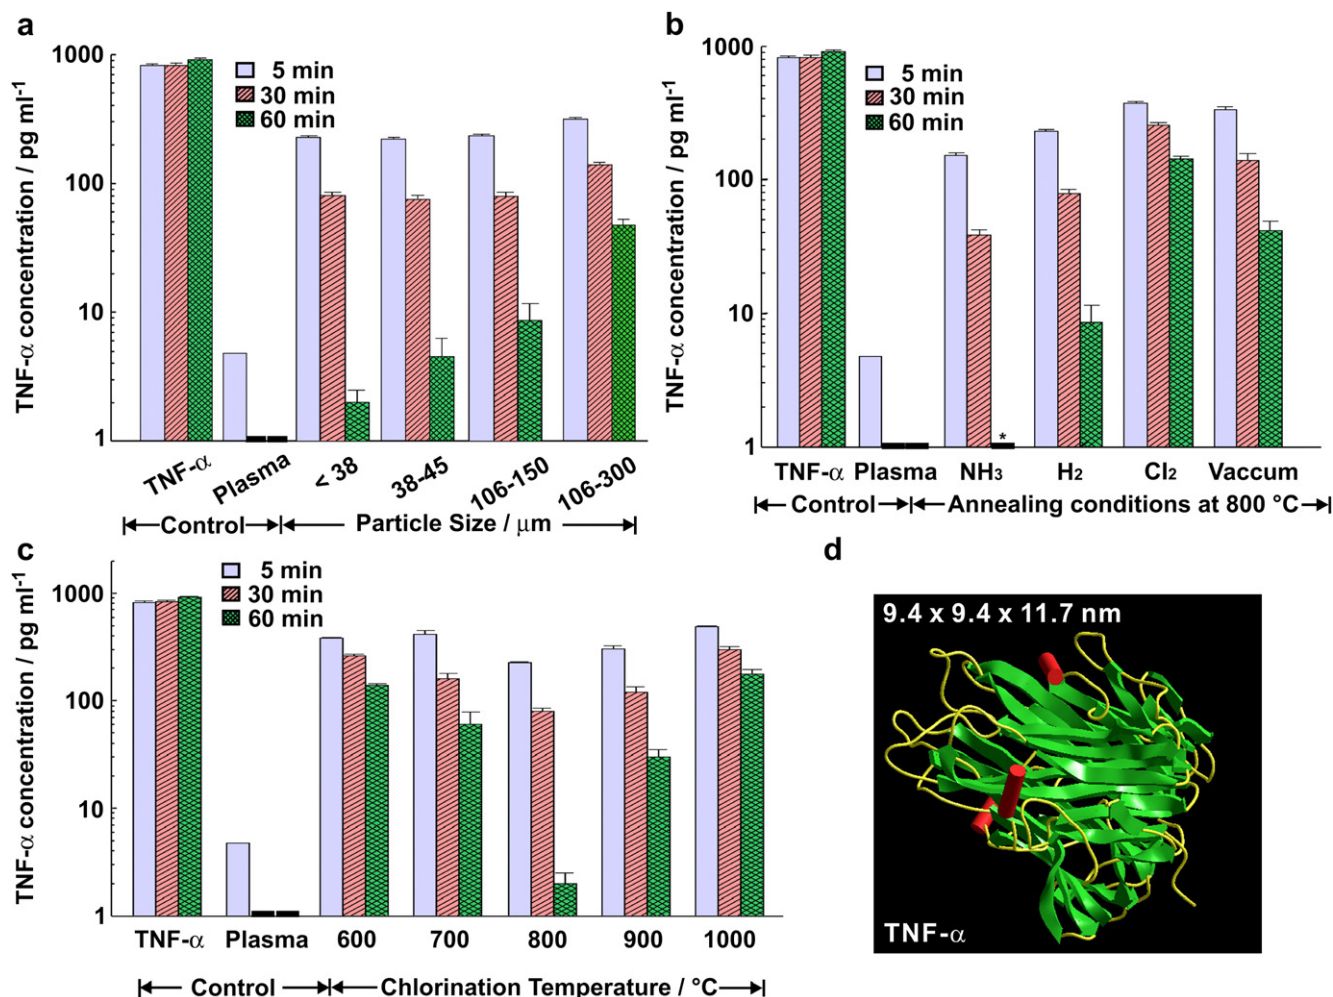 a
1000
100
10
1
TNF-α concentration / pg ml-1
5 min
30 min
60 min
TNF-α
Plasma
< 38
38-45
106-150
106-300
Control
Particle Size / μm
b
1000
100
10
1
TNF-α concentration / pg ml-1
5 min
30 min
60 min
*
TNF-α Plasma NH3 H2 Cl2 Vaccum
Control Annealing conditions at 800 °C
c
1000
100
10
1
TNF-α concentration / pg ml-1
5 min
30 min
60 min
TNF-α Plasma 600 700 800 900 1000
Control Chlorination Temperature / °C
d
9.4 x 9.4 x 11.7 nm
TNF-α